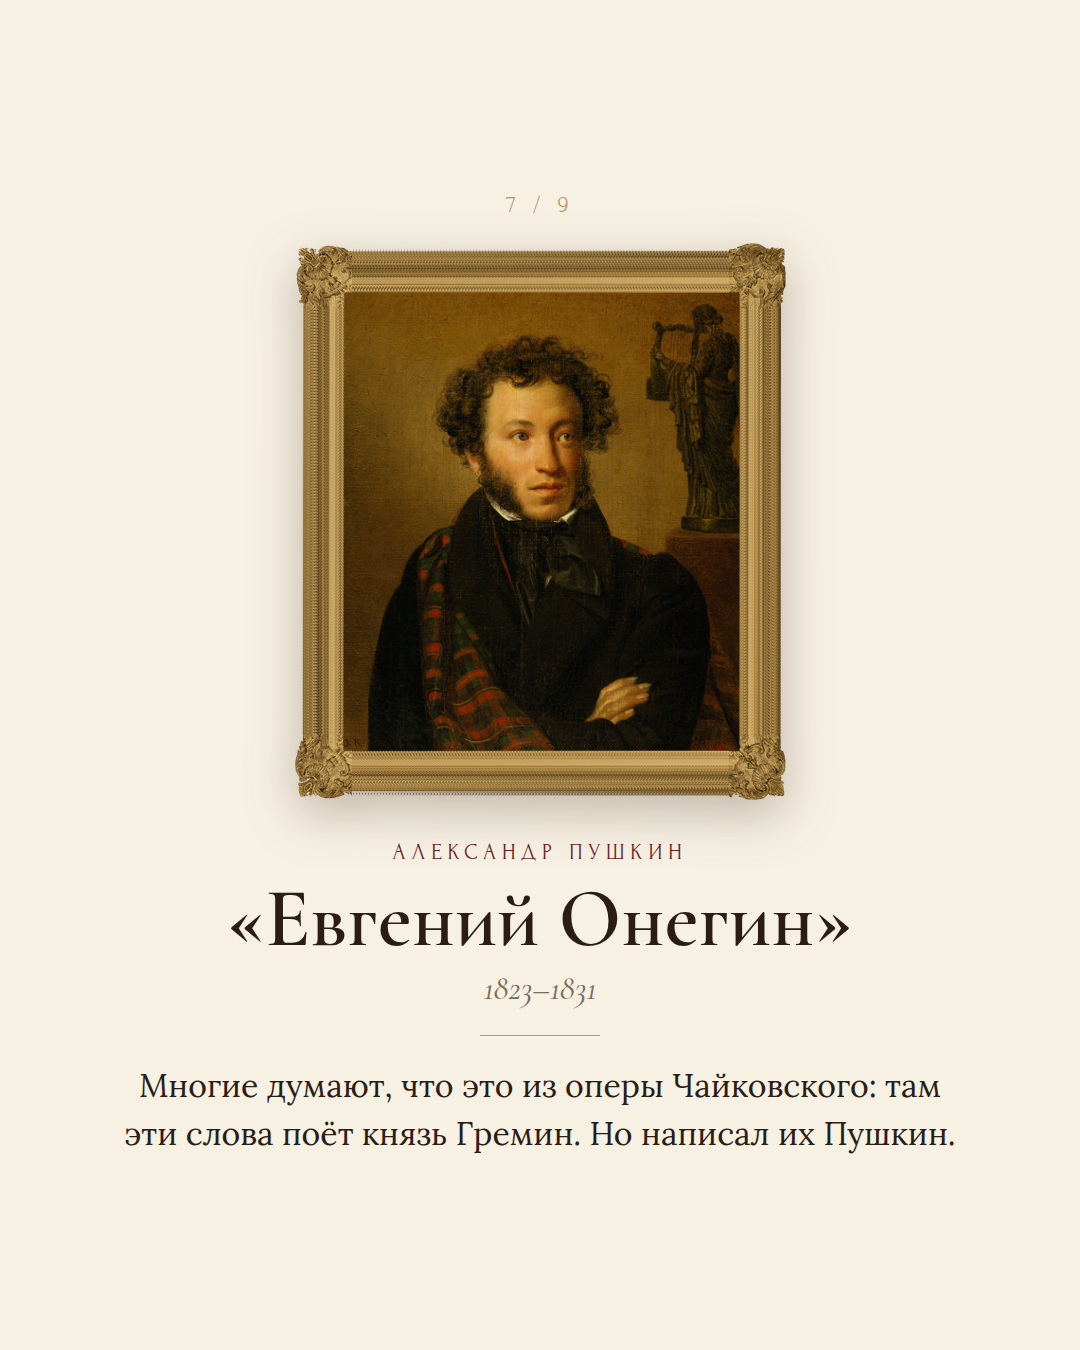 7 / 9
АЛЕКСАНДР ПУШКИН
«Евгений Онегин»
1823–1831
Многие думают, что это из оперы Чайковского: там
эти слова поёт князь Гремин. Но написал их Пушкин.